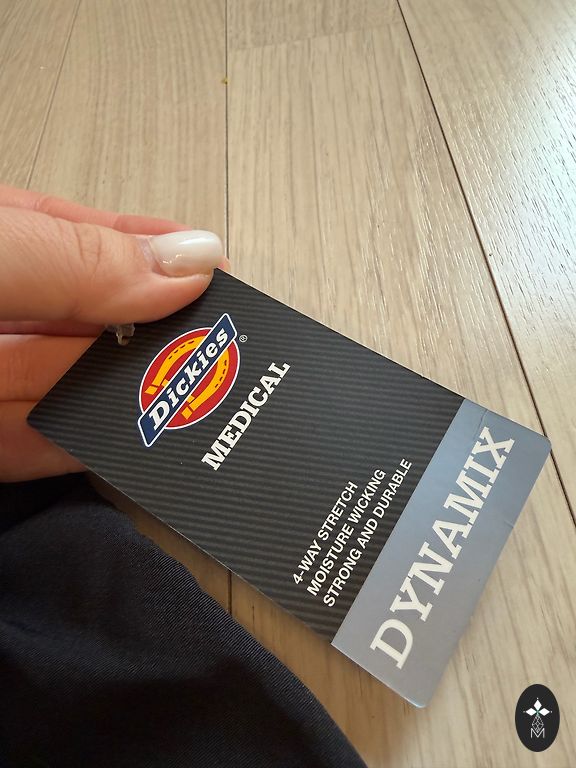 Dickies®
MEDICAL
4-WAY STRETCH
MOISTURE WICKING
STRONG AND DURABLE
DYNAMIX
M